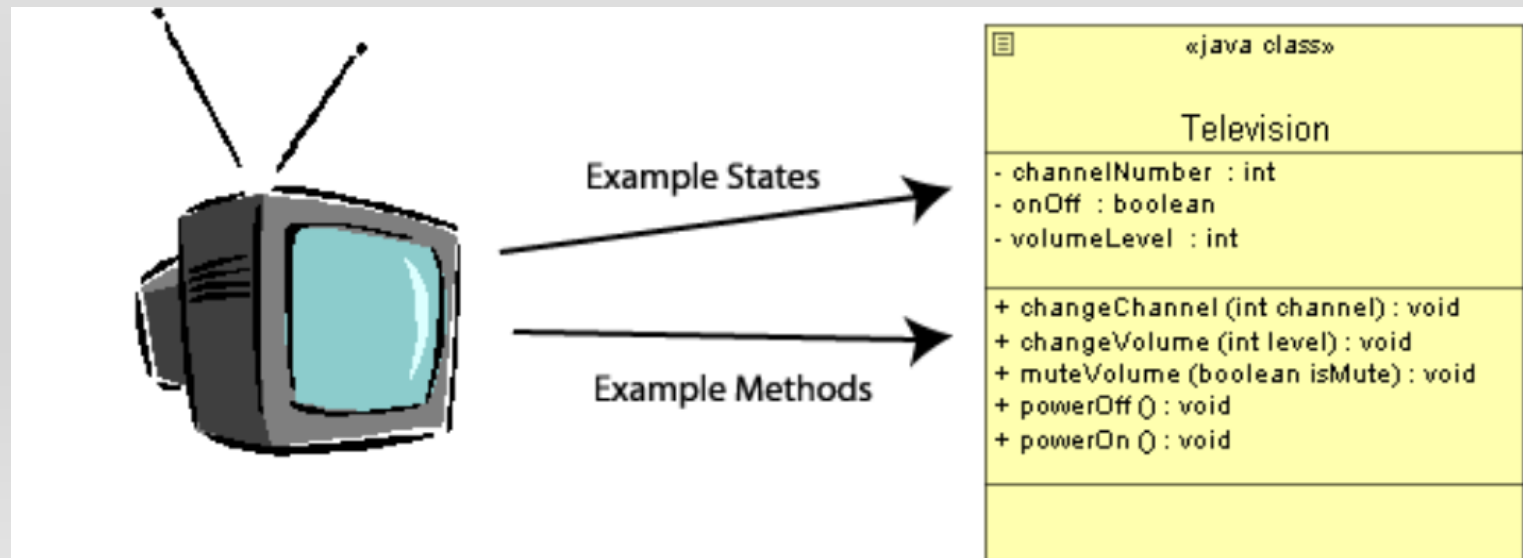 «java class»
Television
Example States
- channelNumber : int
- onOff : boolean
- volumeLevel : int
Example Methods
+ changeChannel (int channel) : void
+ changeVolume (int level) : void
+ muteVolume (boolean isMute) : void
+ powerOff () : void
+ powerOn () : void